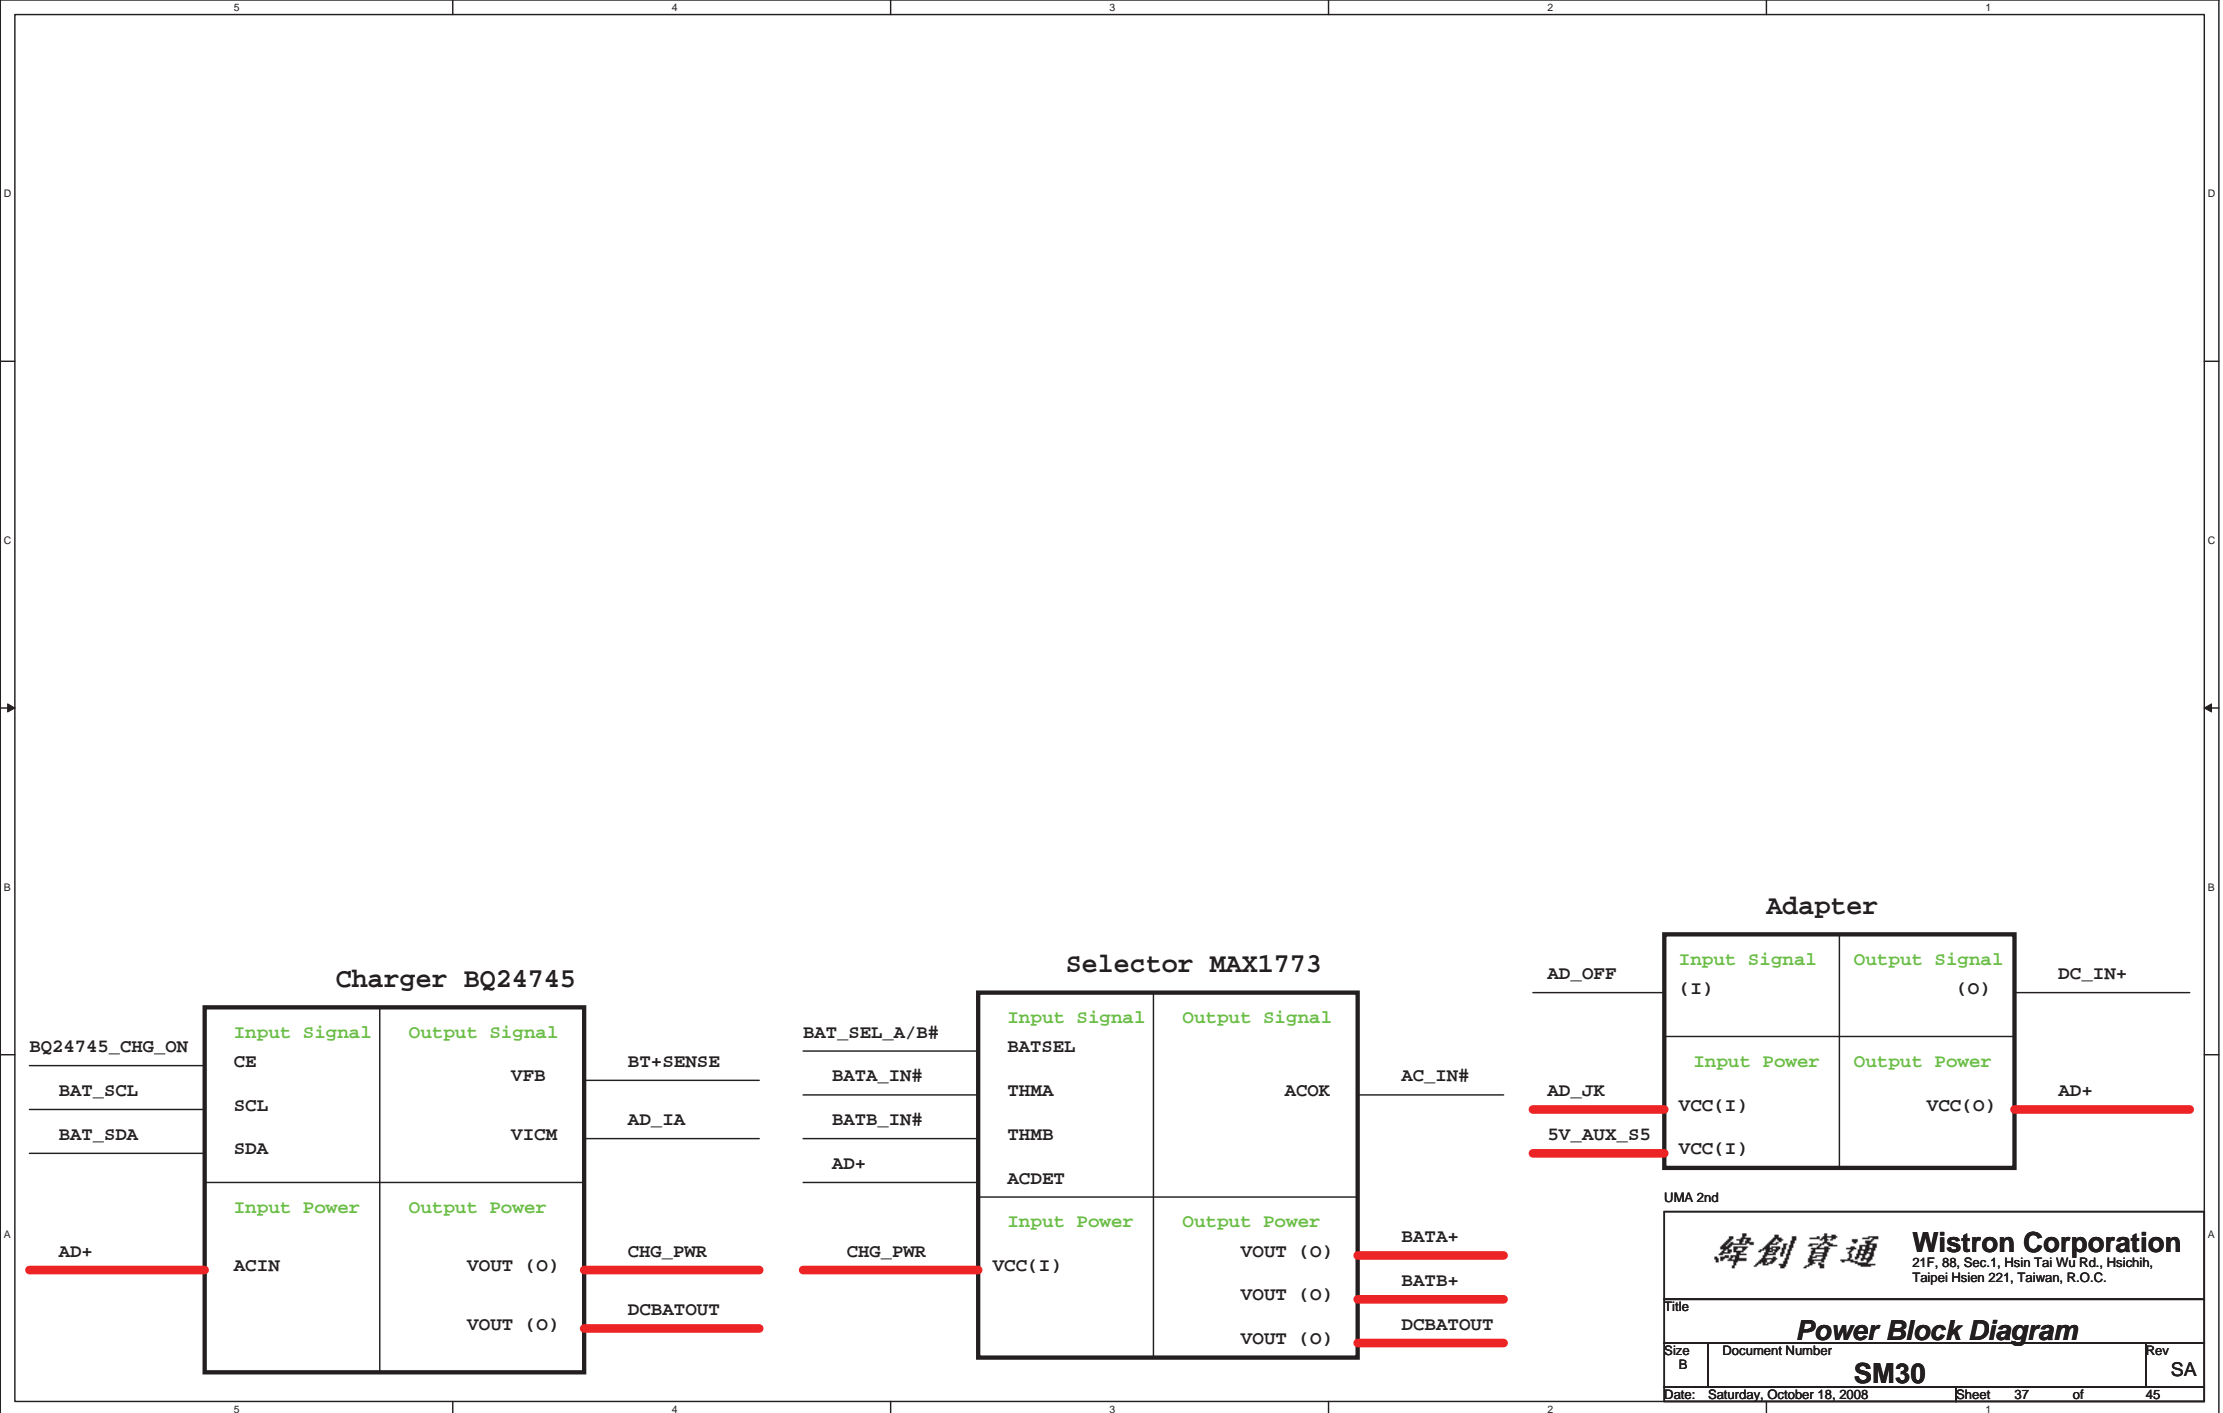 5 4 3 2 1
D D
C C
B B
A A
Charger BQ24745
BQ24745_CHG_ON
BAT_SCL
BAT_SDA
AD+
Input Signal
CE
SCL
SDA
Output Signal
VFB
VICM
Input Power
ACIN
Output Power
VOUT (O)
VOUT (O)
BT+SENSE
AD_IA
CHG_PWR
DCBATOUT
Selector MAX1773
BAT_SEL_A/B#
BATA_IN#
BATB_IN#
AD+
CHG_PWR
Input Signal
BATSEL
THMA
THMB
ACDET
Output Signal
ACOK
Input Power
VCC(I)
Output Power
VOUT (O)
VOUT (O)
VOUT (O)
AC_IN#
BATA+
BATB+
DCBATOUT
Adapter
AD_OFF
AD_JK
5V_AUX_S5
Input Signal
(I)
Output Signal
(O)
Input Power
VCC(I)
VCC(I)
Output Power
VCC(O)
DC_IN+
AD+
UMA 2nd
緯創資通
Wistron Corporation
21F, 88, Sec.1, Hsin Tai Wu Rd., Hsichih,
Taipei Hsien 221, Taiwan, R.O.C.
Title
Power Block Diagram
Size Document Number Rev
B SM30 SA
Date: Saturday, October 18, 2008 Sheet 37 of 45
5 4 3 2 1